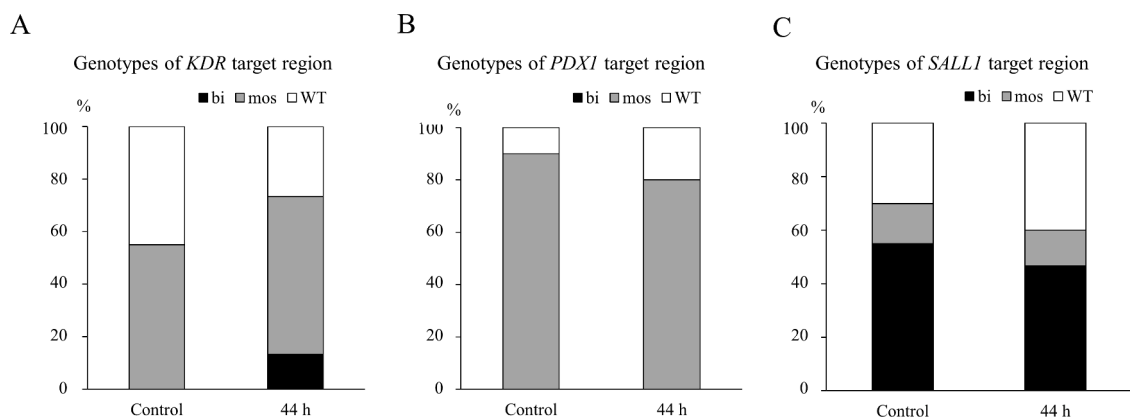 A
Genotypes of KDR target region
bi mos WT
%
100
80
60
40
20
0
Control 44 h
B
Genotypes of PDX1 target region
bi mos WT
%
100
80
60
40
20
0
Control 44 h
C
Genotypes of SALL1 target region
bi mos WT
%
100
80
60
40
20
0
Control 44 h